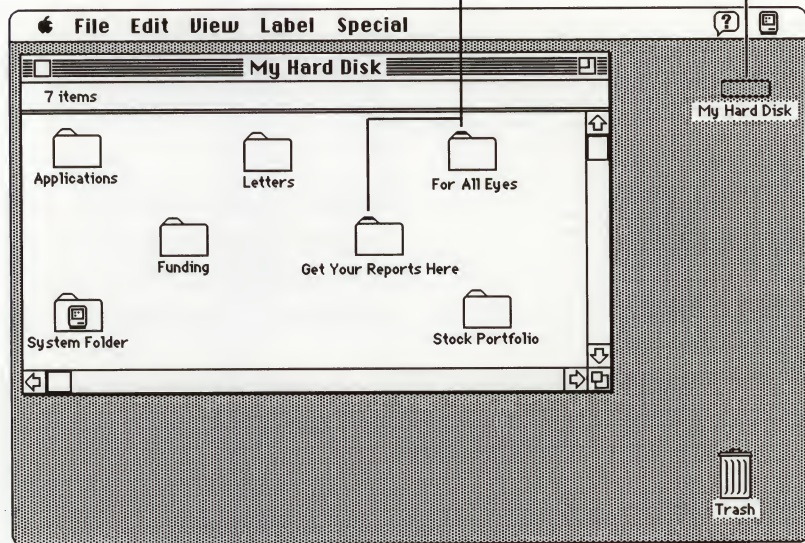 File Edit View Label Special
My Hard Disk
7 items
My Hard Disk
Applications
Letters
For All Eyes
Funding
Get Your Reports Here
System Folder
Stock Portfolio
Trash